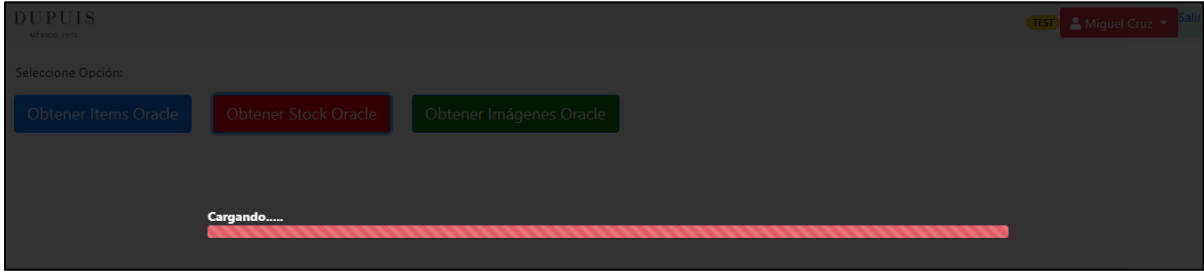 DUPUIS
MÉXICO 1972
TEST
Miguel Cruz
Salir
Seleccione Opción:
Obtener Items Oracle
Obtener Stock Oracle
Obtener Imágenes Oracle
Cargando.....